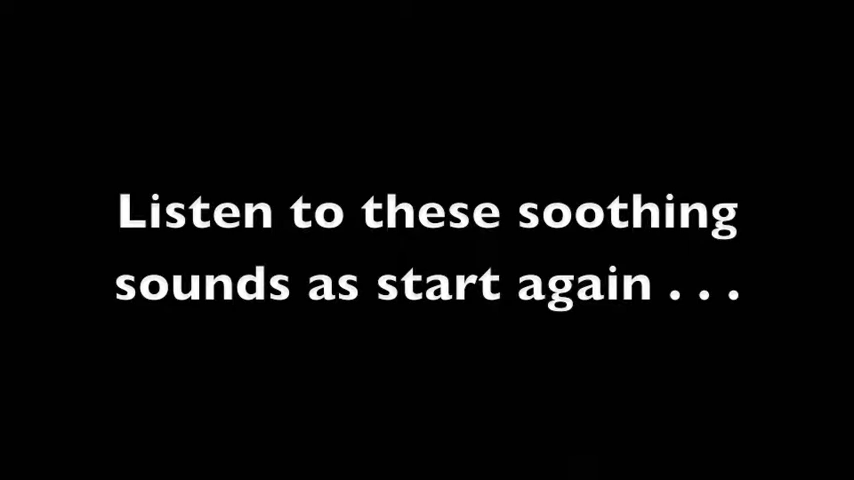 Listen to these soothing
sounds as start again . . .